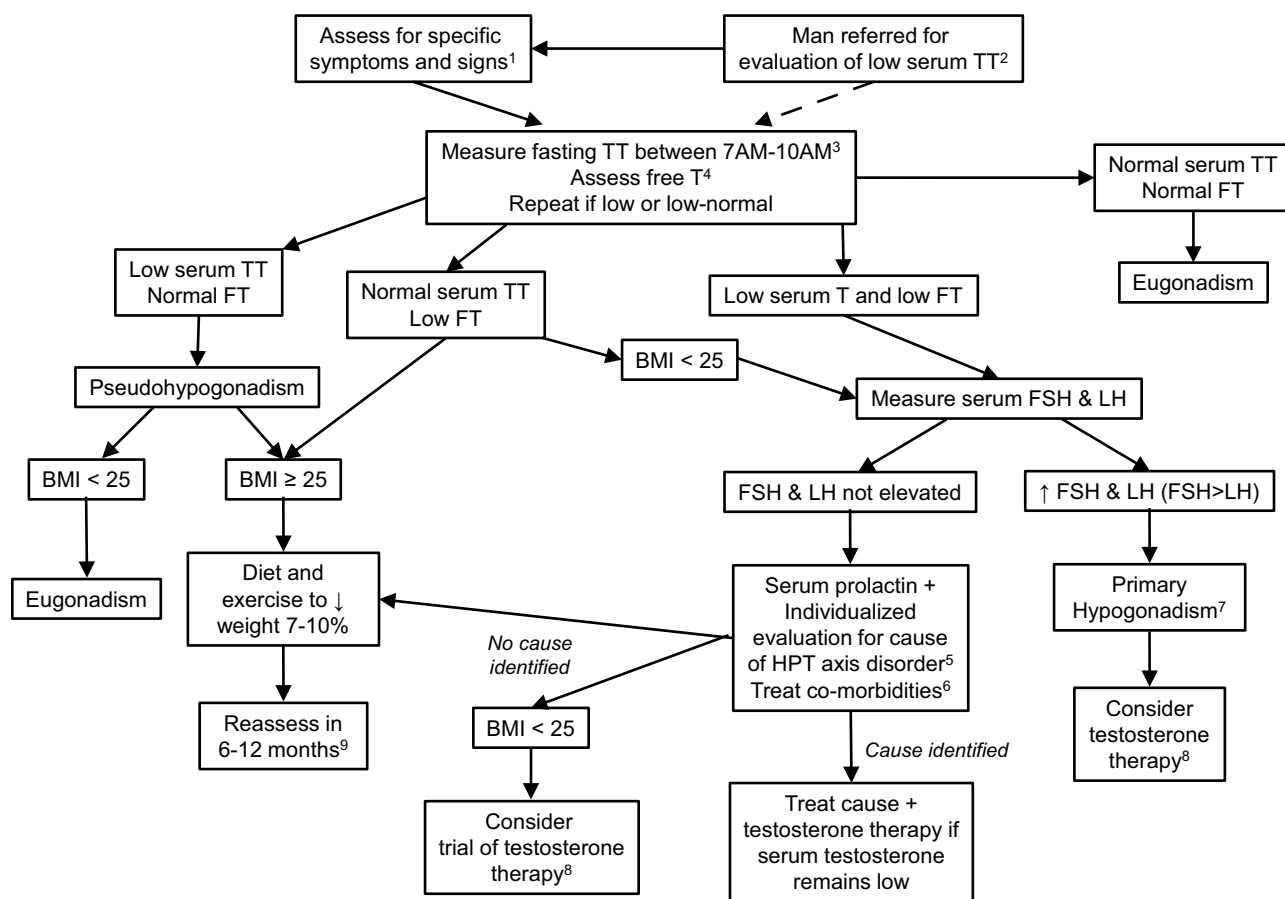 Assess for specific
symptoms and signs¹
Man referred for
evaluation of low serum TT²
Measure fasting TT between 7AM-10AM³
Assess free T⁴
Repeat if low or low-normal
Normal serum TT
Normal FT
Low serum TT
Normal FT
Normal serum TT
Low FT
Low serum T and low FT
Eugonadism
BMI < 25
Pseudohypogonadism
Measure serum FSH & LH
BMI < 25
BMI ≥ 25
FSH & LH not elevated
↑ FSH & LH (FSH>LH)
Eugonadism
Diet and
exercise to ↓
weight 7-10%
Serum prolactin +
Individualized
evaluation for cause
of HPT axis disorder⁵
Treat co-morbidities⁶
Primary
Hypogonadism⁷
No cause
identified
Reassess in
6-12 months⁹
BMI < 25
Cause identified
Consider
testosterone
therapy⁸
Consider
trial of testosterone
therapy⁸
Treat cause +
testosterone therapy if
serum testosterone
remains low